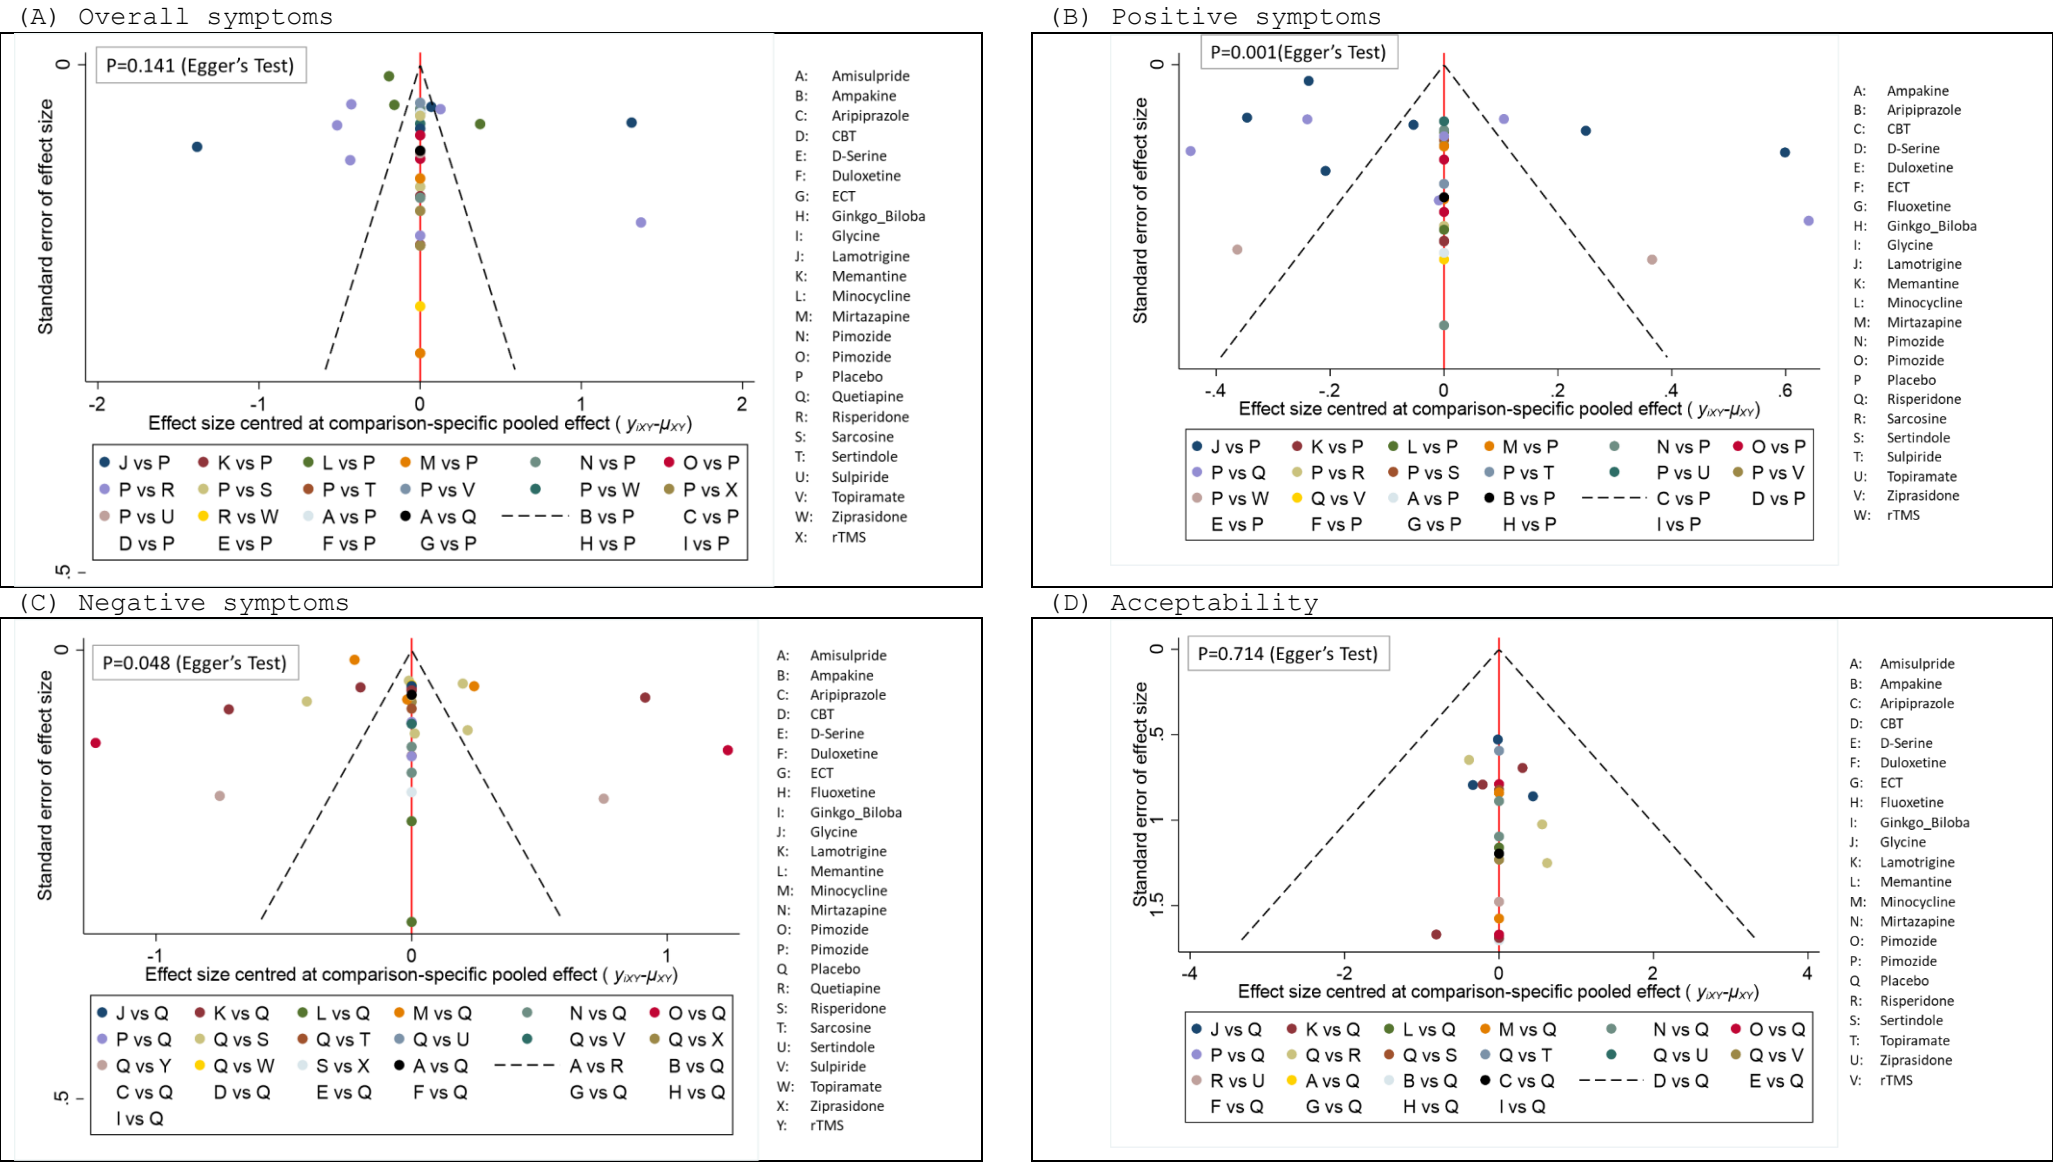 (A) Overall symptoms
P=0.141 (Egger's Test)
Standard error of effect size
0
.5
-2 -1 0 1 2
Effect size centred at comparison-specific pooled effect ( yiXY-μXY)
J vs P K vs P L vs P M vs P N vs P O vs P
P vs R P vs S P vs T P vs V P vs W P vs X
P vs U R vs W A vs P A vs Q B vs P C vs P
D vs P E vs P F vs P G vs P H vs P I vs P
A: Amisulpride
B: Ampakine
C: Aripiprazole
D: CBT
E: D-Serine
F: Duloxetine
G: ECT
H: Ginkgo_Biloba
I: Glycine
J: Lamotrigine
K: Memantine
L: Minocycline
M: Mirtazapine
N: Pimozide
O: Pimozide
P Placebo
Q: Quetiapine
R: Risperidone
S: Sarcosine
T: Sertindole
U: Sulpiride
V: Topiramate
W: Ziprasidone
X: rTMS
(B) Positive symptoms
P=0.001(Egger's Test)
Standard error of effect size
0
-.4 -.2 0 .2 .4 .6
Effect size centred at comparison-specific pooled effect ( yiXY-μXY)
J vs P K vs P L vs P M vs P N vs P O vs P
P vs Q P vs R P vs S P vs T P vs U P vs V
P vs W Q vs V A vs P B vs P C vs P D vs P
E vs P F vs P G vs P H vs P I vs P
A: Ampakine
B: Aripiprazole
C: CBT
D: D-Serine
E: Duloxetine
F: ECT
G: Fluoxetine
H: Ginkgo_Biloba
I: Glycine
J: Lamotrigine
K: Memantine
L: Minocycline
M: Mirtazapine
N: Pimozide
O: Pimozide
P Placebo
Q: Risperidone
R: Sarcosine
S: Sertindole
T: Sulpiride
U: Topiramate
V: Ziprasidone
W: rTMS
(C) Negative symptoms
P=0.048 (Egger's Test)
Standard error of effect size
0
.5
-1 0 1
Effect size centred at comparison-specific pooled effect ( yiXY-μXY)
J vs Q K vs Q L vs Q M vs Q N vs Q O vs Q
P vs Q Q vs S Q vs T Q vs U Q vs V Q vs X
Q vs Y Q vs W S vs X A vs Q A vs R B vs Q
C vs Q D vs Q E vs Q F vs Q G vs Q H vs Q
I vs Q
A: Amisulpride
B: Ampakine
C: Aripiprazole
D: CBT
E: D-Serine
F: Duloxetine
G: ECT
H: Fluoxetine
I: Ginkgo_Biloba
J: Glycine
K: Lamotrigine
L: Memantine
M: Minocycline
N: Mirtazapine
O: Pimozide
P: Pimozide
Q Placebo
R: Quetiapine
S: Risperidone
T: Sarcosine
U: Sertindole
V: Sulpiride
W: Topiramate
X: Ziprasidone
Y: rTMS
(D) Acceptability
P=0.714 (Egger's Test)
Standard error of effect size
0
.5
1
1.5
-4 -2 0 2 4
Effect size centred at comparison-specific pooled effect ( yiXY-μXY)
J vs Q K vs Q L vs Q M vs Q N vs Q O vs Q
P vs Q Q vs R Q vs S Q vs T Q vs U Q vs V
R vs U A vs Q B vs Q C vs Q D vs Q E vs Q
F vs Q G vs Q H vs Q I vs Q
A: Amisulpride
B: Ampakine
C: Aripiprazole
D: CBT
E: D-Serine
F: Duloxetine
G: ECT
H: Fluoxetine
I: Ginkgo_Biloba
J: Glycine
K: Lamotrigine
L: Memantine
M: Minocycline
N: Mirtazapine
O: Pimozide
P: Pimozide
Q Placebo
R: Risperidone
S: Sertindole
T: Topiramate
U: Ziprasidone
V: rTMS